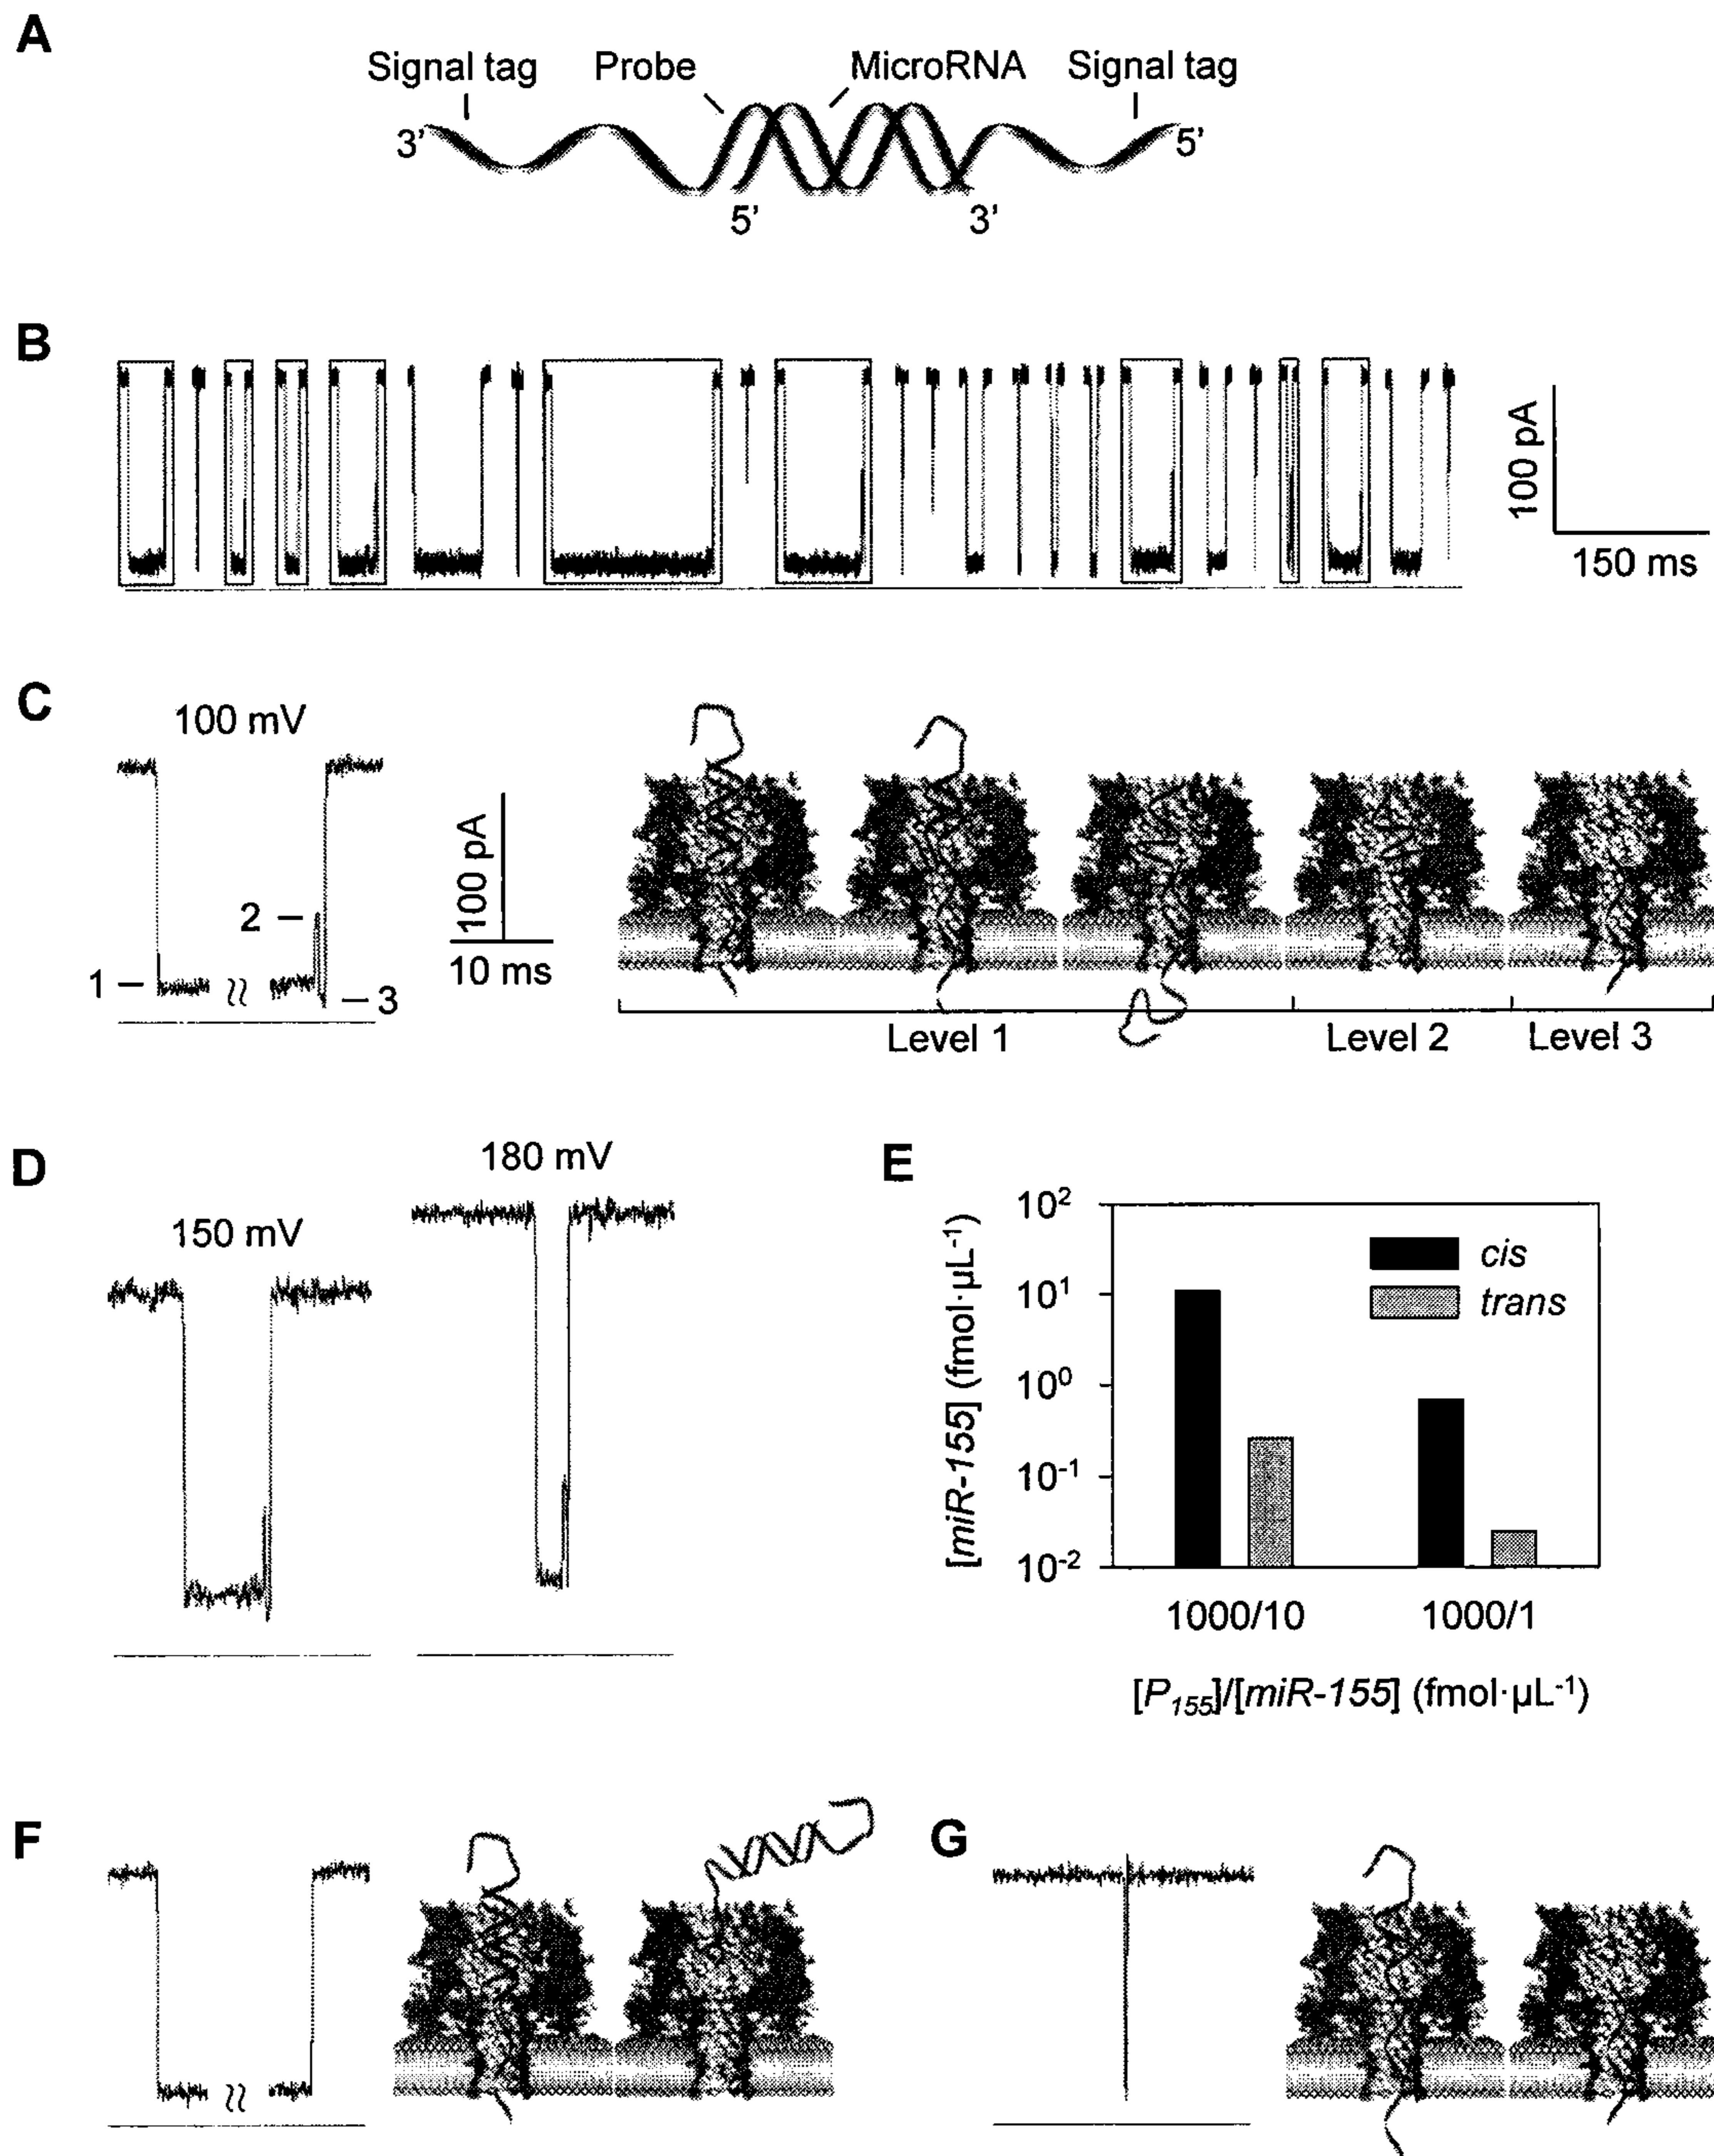 A
Signal tag Probe MicroRNA Signal tag
3’ 5’
5’ 3’
B
100 pA
150 ms
C
100 mV
100 pA
10 ms
2
1
3
Level 1 Level 2 Level 3
D
150 mV
180 mV
E
[miR-155] (fmol·µL⁻¹)
10²
10¹
10⁰
10⁻¹
10⁻²
cis
trans
1000/10 1000/1
[P₁₅₅]/[miR-155] (fmol·µL⁻¹)
F
G